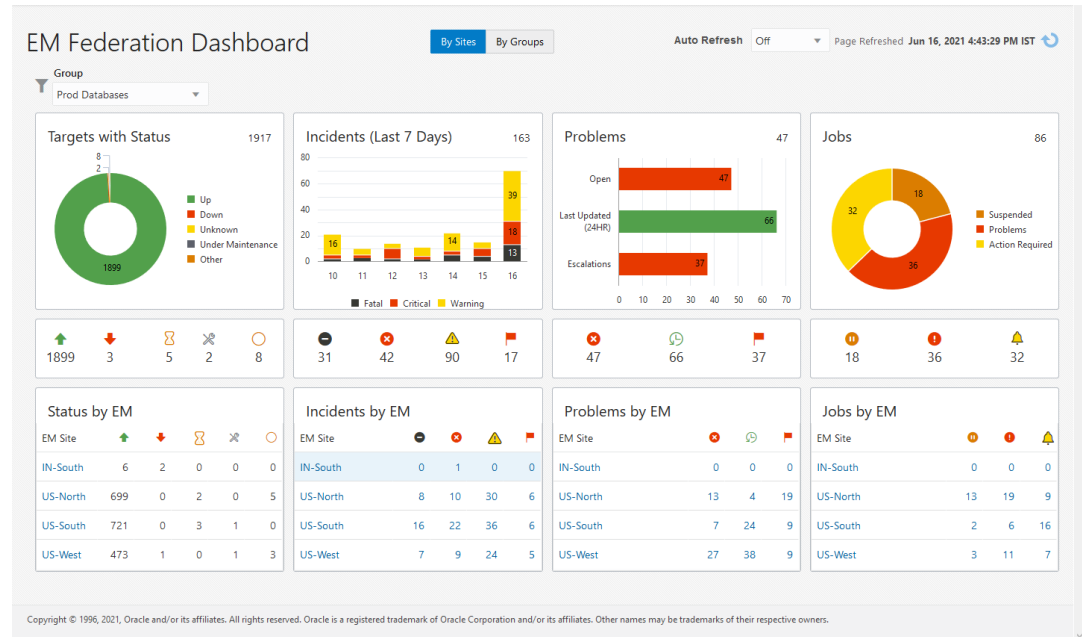 EM Federation Dashboard
By Sites By Groups
Auto Refresh Off Page Refreshed Jun 16, 2021 4:43:29 PM IST
Group
Prod Databases
Targets with Status 1917
8
2
1899
Up
Down
Unknown
Under Maintenance
Other
Incidents (Last 7 Days) 163
80
60
40
20
0
16
14
39
18
13
10 11 12 13 14 15 16
Fatal Critical Warning
Problems 47
Open 47
Last Updated
(24HR) 66
Escalations 37
0 10 20 30 40 50 60 70
Jobs 86
18
32
36
Suspended
Problems
Action Required
1899 3 5 2 8
31 42 90 17
47 66 37
18 36 32
Status by EM
EM Site
IN-South 6 2 0 0 0
US-North 699 0 2 0 5
US-South 721 0 3 1 0
US-West 473 1 0 1 3
Incidents by EM
EM Site
IN-South 0 1 0 0
US-North 8 10 30 6
US-South 16 22 36 6
US-West 7 9 24 5
Problems by EM
EM Site
IN-South 0 0 0
US-North 13 4 19
US-South 7 24 9
US-West 27 38 9
Jobs by EM
EM Site
IN-South 0 0 0
US-North 13 19 9
US-South 2 6 16
US-West 3 11 7
Copyright © 1996, 2021, Oracle and/or its affiliates. All rights reserved. Oracle is a registered trademark of Oracle Corporation and/or its affiliates. Other names may be trademarks of their respective owners.